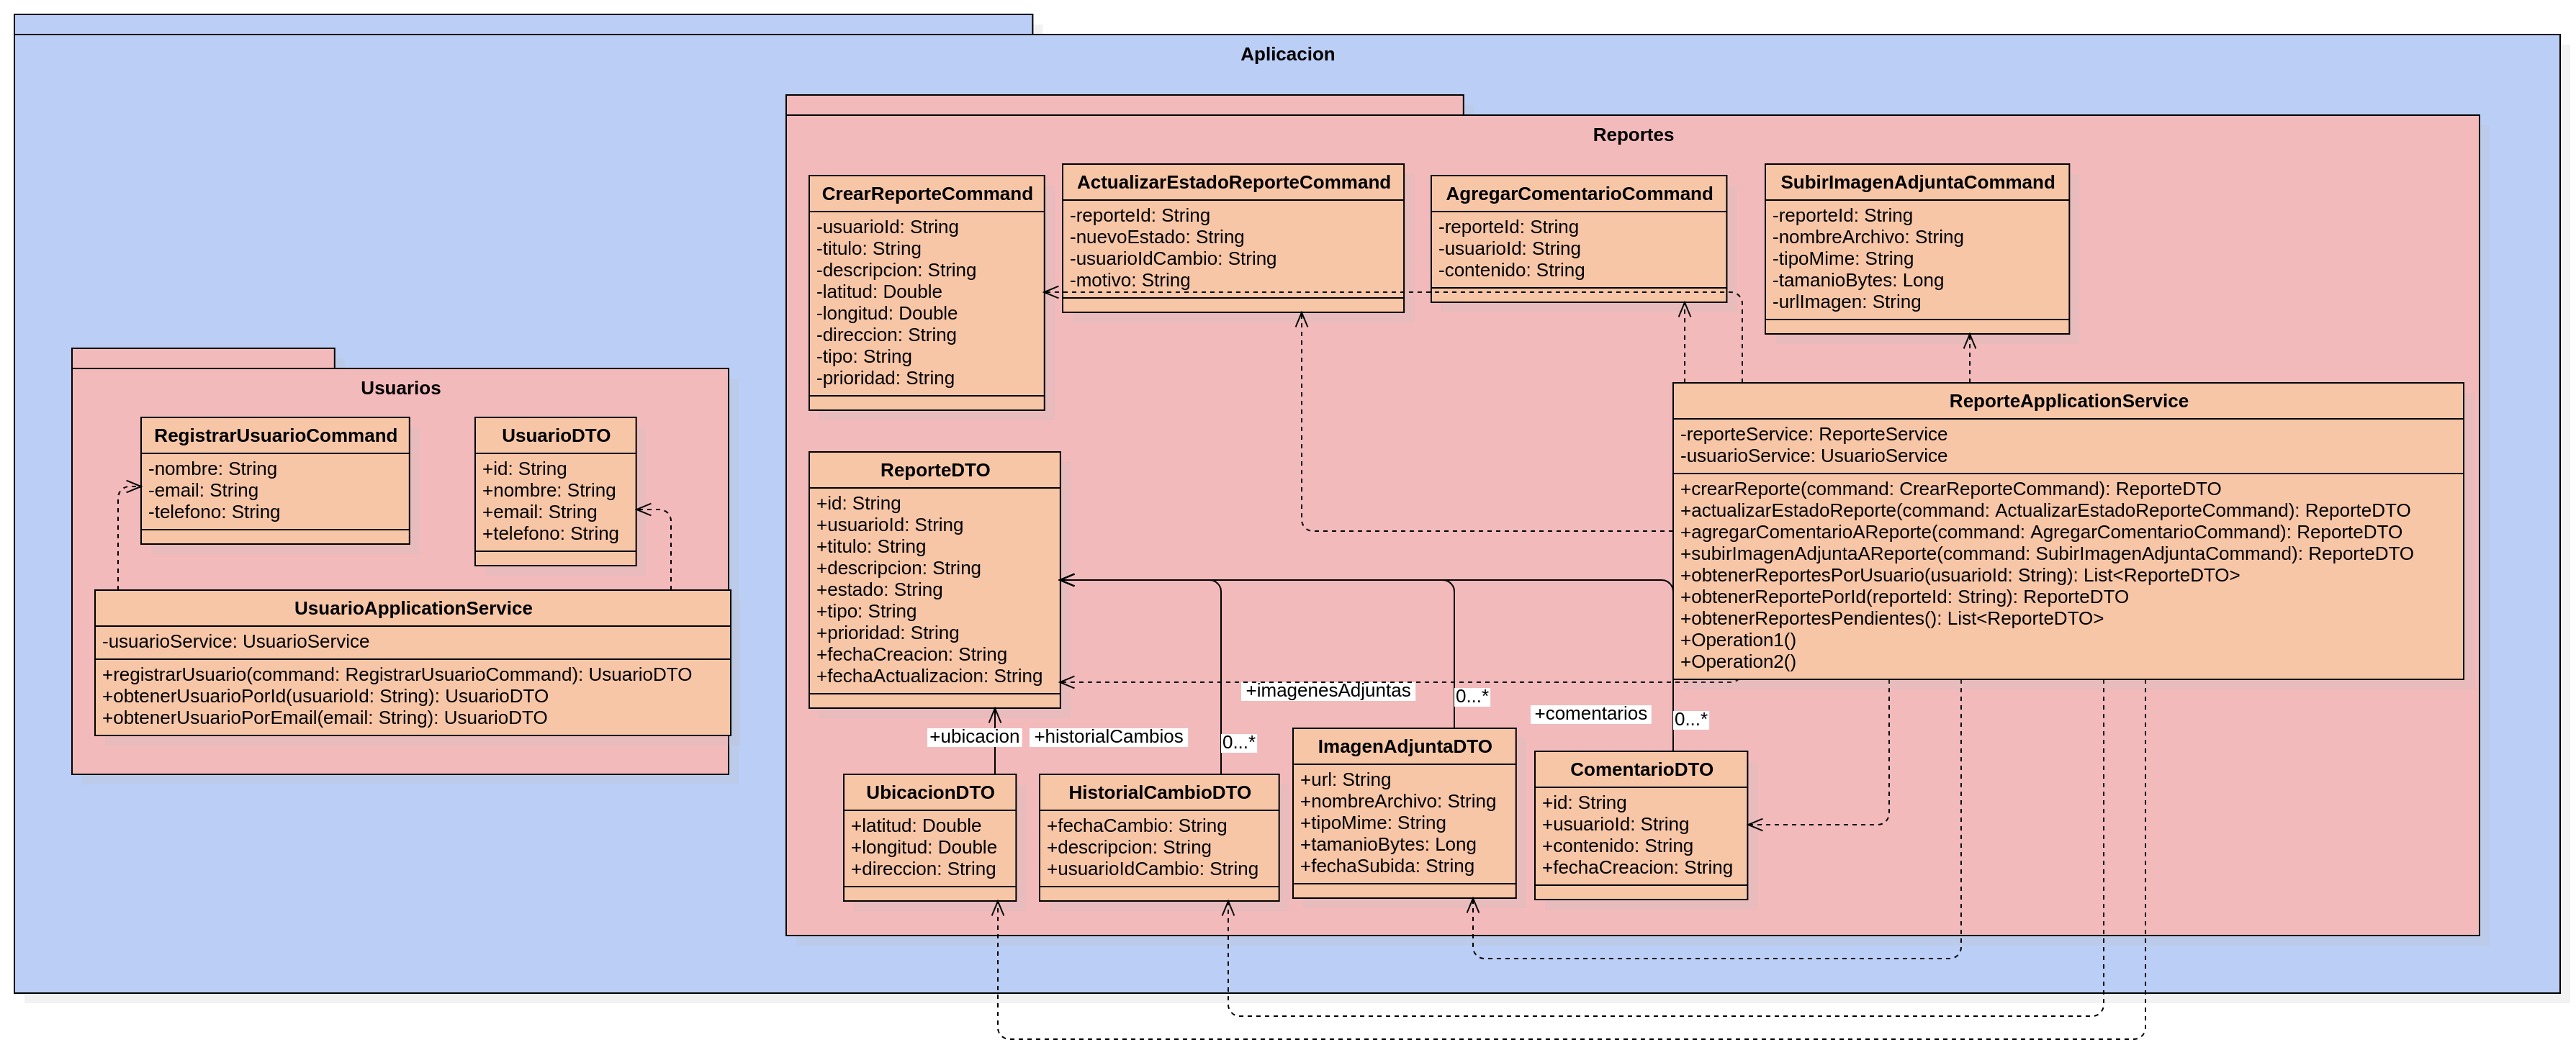 Aplicacion
Reportes
CrearReporteCommand
-usuarioId: String
-titulo: String
-descripcion: String
-latitud: Double
-longitud: Double
-direccion: String
-tipo: String
-prioridad: String
ActualizarEstadoReporteCommand
-reporteId: String
-nuevoEstado: String
-usuarioIdCambio: String
-motivo: String
AgregarComentarioCommand
-reporteId: String
-usuarioId: String
-contenido: String
SubirImagenAdjuntaCommand
-reporteId: String
-nombreArchivo: String
-tipoMime: String
-tamanioBytes: Long
-urlImagen: String
Usuarios
RegistrarUsuarioCommand
-nombre: String
-email: String
-telefono: String
UsuarioDTO
+id: String
+nombre: String
+email: String
+telefono: String
UsuarioApplicationService
-usuarioService: UsuarioService
+registrarUsuario(command: RegistrarUsuarioCommand): UsuarioDTO
+obtenerUsuarioPorId(usuarioId: String): UsuarioDTO
+obtenerUsuarioPorEmail(email: String): UsuarioDTO
ReporteDTO
+id: String
+usuarioId: String
+titulo: String
+descripcion: String
+estado: String
+tipo: String
+prioridad: String
+fechaCreacion: String
+fechaActualizacion: String
ReporteApplicationService
-reporteService: ReporteService
-usuarioService: UsuarioService
+crearReporte(command: CrearReporteCommand): ReporteDTO
+actualizarEstadoReporte(command: ActualizarEstadoReporteCommand): ReporteDTO
+agregarComentarioAReporte(command: AgregarComentarioCommand): ReporteDTO
+subirImagenAdjuntaAReporte(command: SubirImagenAdjuntaCommand): ReporteDTO
+obtenerReportesPorUsuario(usuarioId: String): List<ReporteDTO>
+obtenerReportePorId(reporteId: String): ReporteDTO
+obtenerReportesPendientes(): List<ReporteDTO>
+Operation1()
+Operation2()
+ubicacion
+historialCambios
0...*
+imagenesAdjuntas
0...*
+comentarios
0...*
UbicacionDTO
+latitud: Double
+longitud: Double
+direccion: String
HistorialCambioDTO
+fechaCambio: String
+descripcion: String
+usuarioIdCambio: String
ImagenAdjuntaDTO
+url: String
+nombreArchivo: String
+tipoMime: String
+tamanioBytes: Long
+fechaSubida: String
ComentarioDTO
+id: String
+usuarioId: String
+contenido: String
+fechaCreacion: String